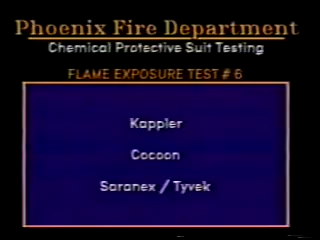 Phoenix Fire Department
Chemical Protective Suit Testing
FLAME EXPOSURE TEST # 6
Kappler
Cocoon
Saranex / Tyvek